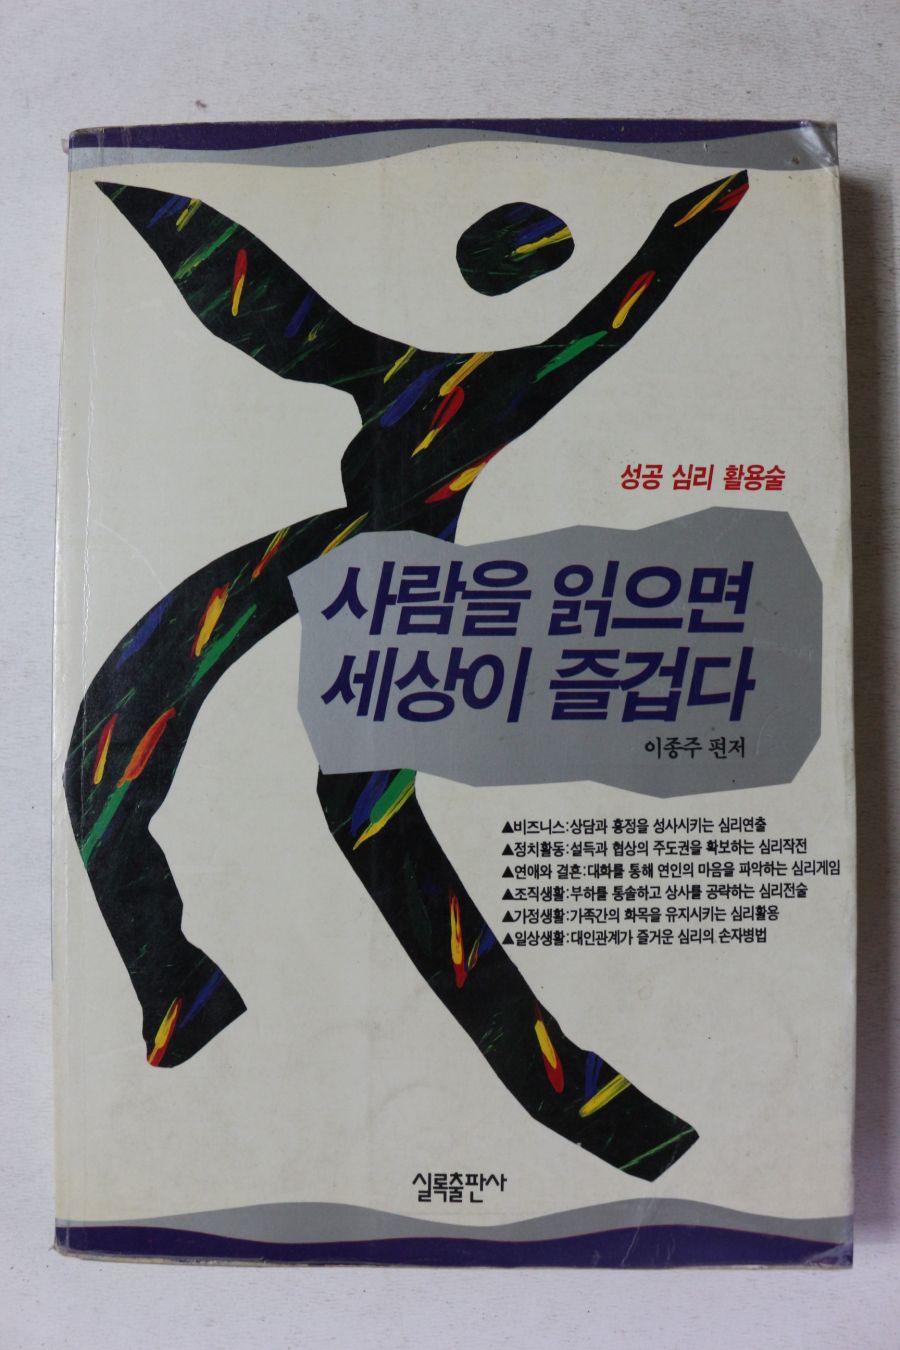 성공 심리 활용술
사람을 읽으면
세상이 즐겁다
이종주 편저
▲비즈니스:상담과 흥정을 성사시키는 심리연출
▲정치활동:설득과 협상의 주도권을 확보하는 심리작전
▲연애와 결혼:대화를 통해 연인의 마음을 파악하는 심리게임
▲조직생활:부하를 통솔하고 상사를 공략하는 심리전술
▲가정생활:가족간의 화목을 유지시키는 심리활용
▲일상생활:대인관계가 즐거운 심리의 손자병법
실록출판사